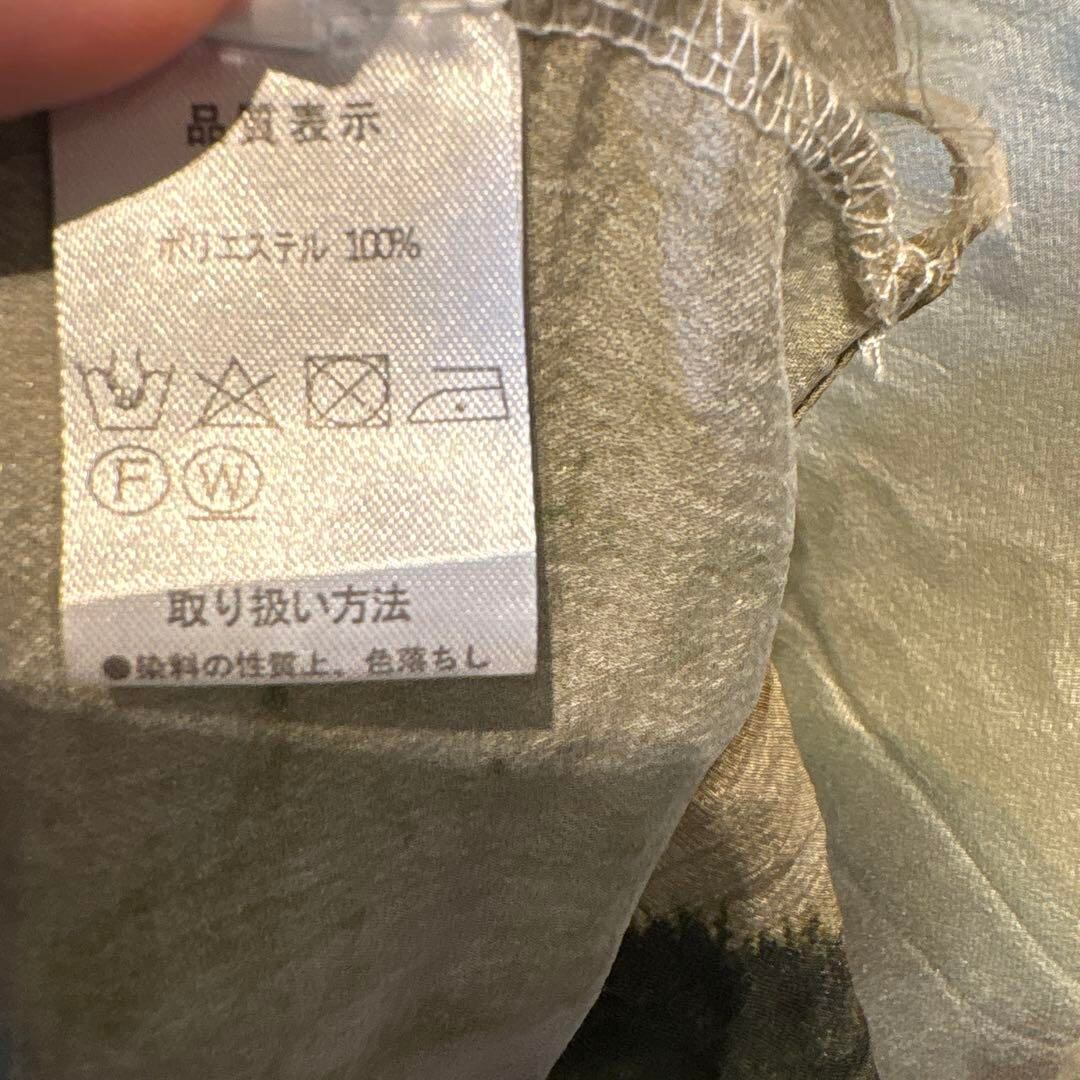 品質表示
ポリエステル 100%
F W
取り扱い方法
●染料の性質上、色落ちし